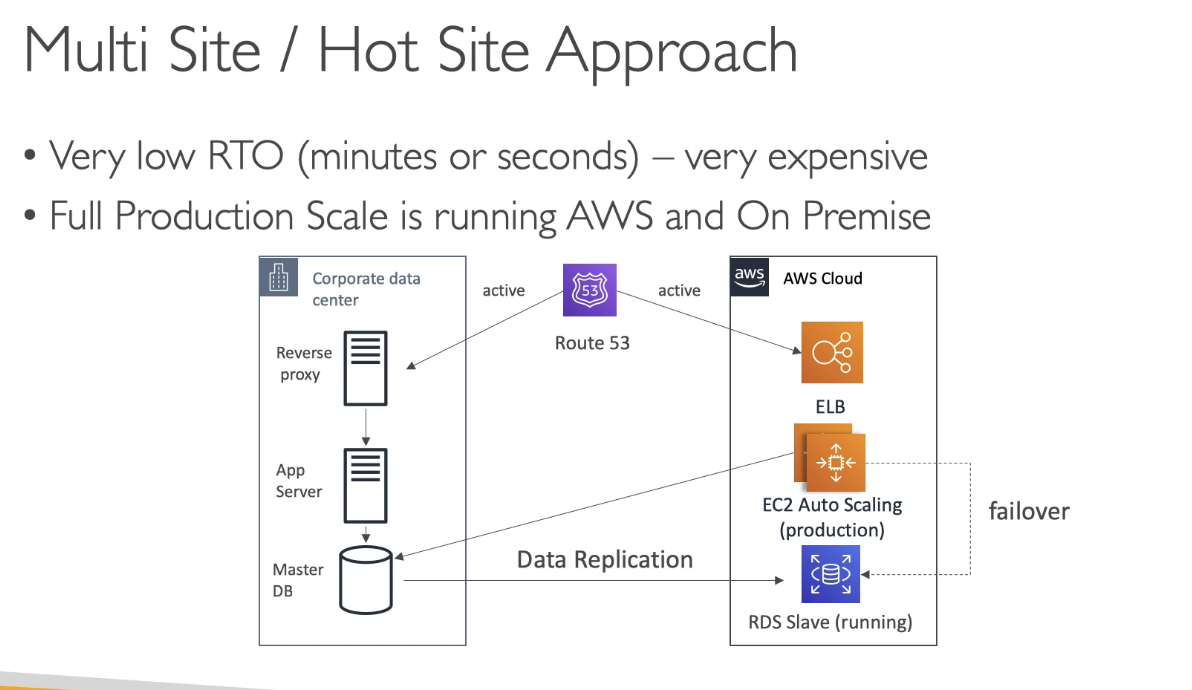 Multi Site / Hot Site Approach
• Very low RTO (minutes or seconds) – very expensive
• Full Production Scale is running AWS and On Premise
Corporate data
center
active
53
active
aws
AWS Cloud
Route 53
Reverse
proxy
ELB
App
Server
EC2 Auto Scaling
(production)
failover
Data Replication
Master
DB
RDS Slave (running)